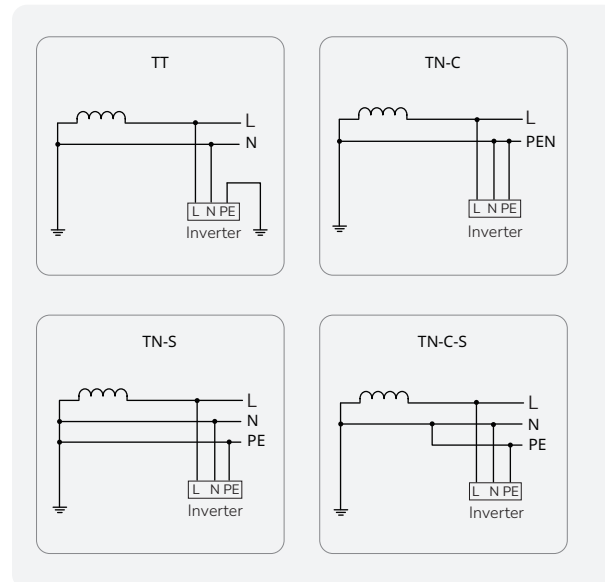 TT
L
N
L N PE
Inverter
TN-C
L
PEN
L N PE
Inverter
TN-S
L
N
PE
L N PE
Inverter
TN-C-S
L
N
PE
L N PE
Inverter